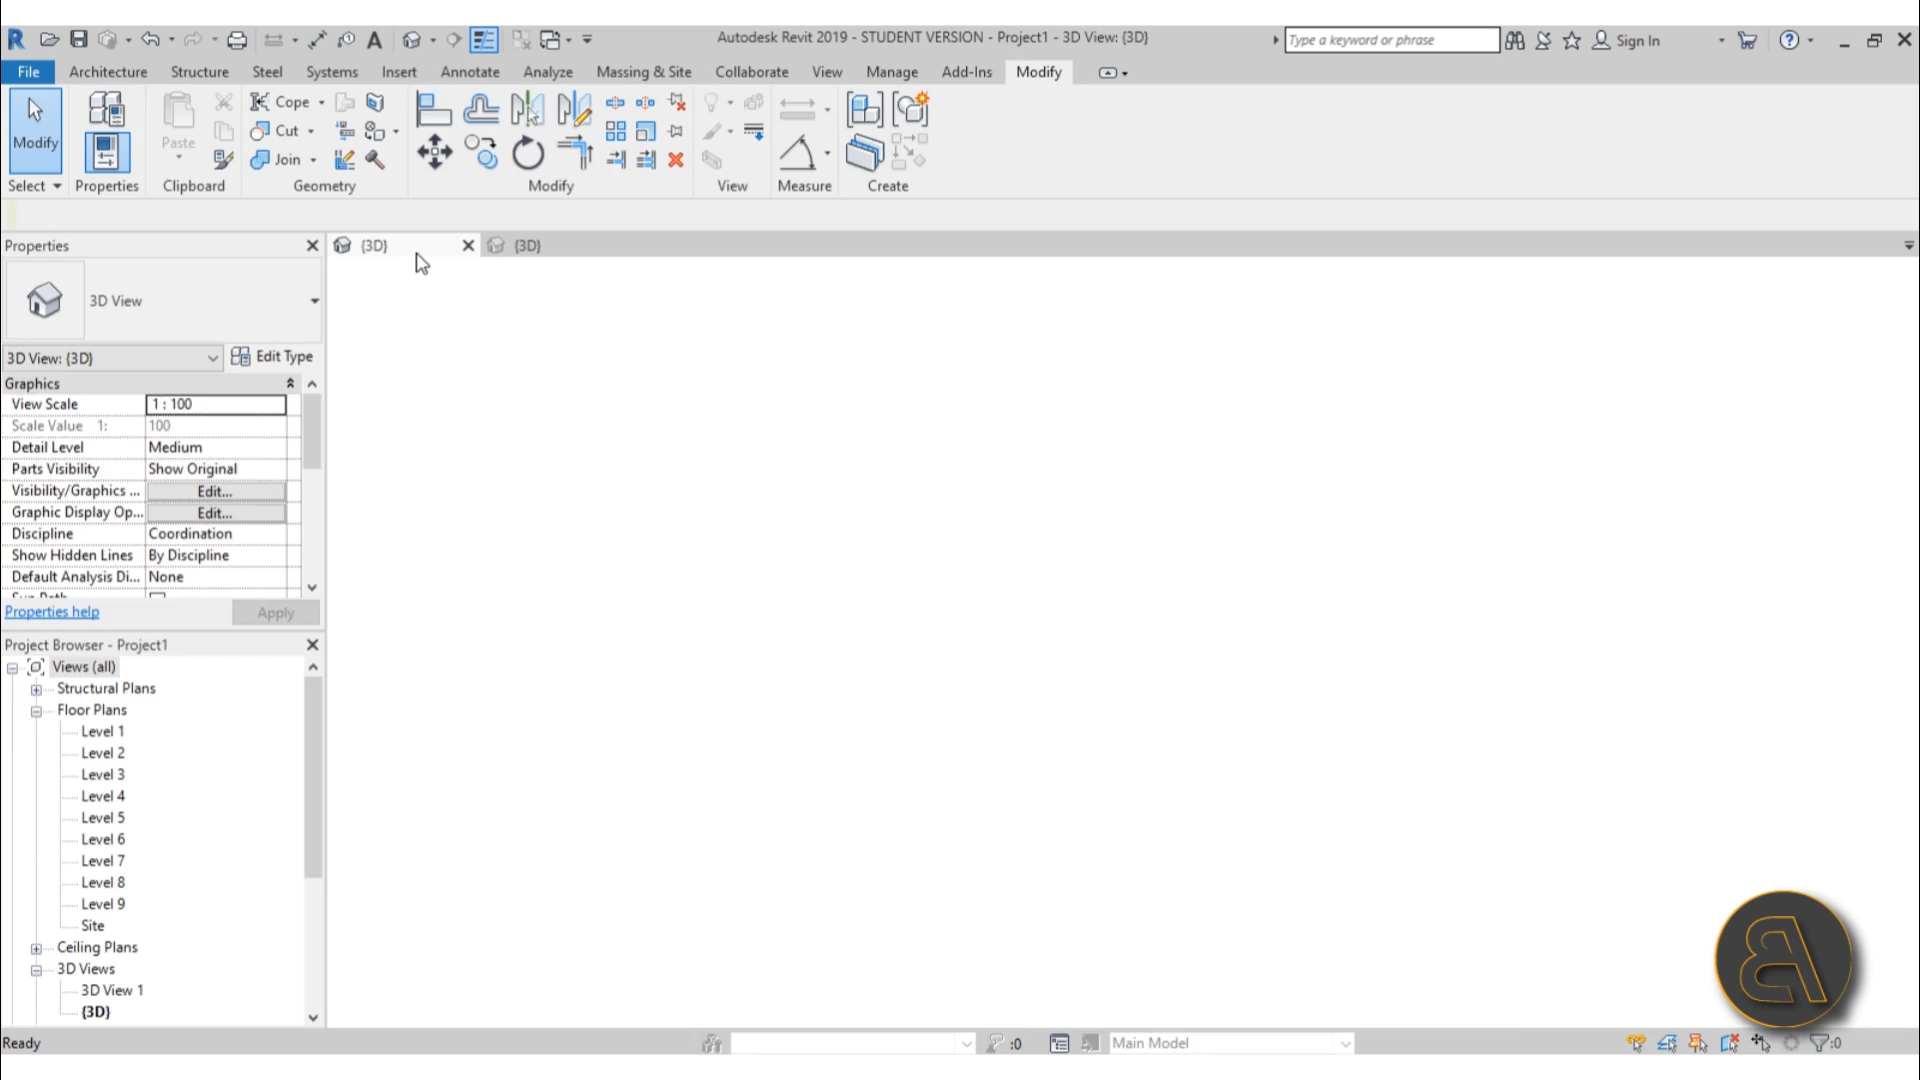 Autodesk Revit 2019 - STUDENT VERSION - Project1 - 3D View: {3D}
Type a keyword or phrase
Sign In
File
Architecture
Structure
Steel
Systems
Insert
Annotate
Analyze
Massing & Site
Collaborate
View
Manage
Add-Ins
Modify
Modify
Paste
Cope
Cut
Join
Select
Properties
Clipboard
Geometry
Modify
View
Measure
Create
Properties
{3D}
{3D}
3D View
3D View: {3D}
Edit Type
Graphics
View Scale 1 : 100
Scale Value 1: 100
Detail Level Medium
Parts Visibility Show Original
Visibility/Graphics ... Edit...
Graphic Display Op... Edit...
Discipline Coordination
Show Hidden Lines By Discipline
Default Analysis Di... None
Properties help
Apply
Project Browser - Project1
Views (all)
Structural Plans
Floor Plans
Level 1
Level 2
Level 3
Level 4
Level 5
Level 6
Level 7
Level 8
Level 9
Site
Ceiling Plans
3D Views
3D View 1
{3D}
Ready
:0
Main Model
:0